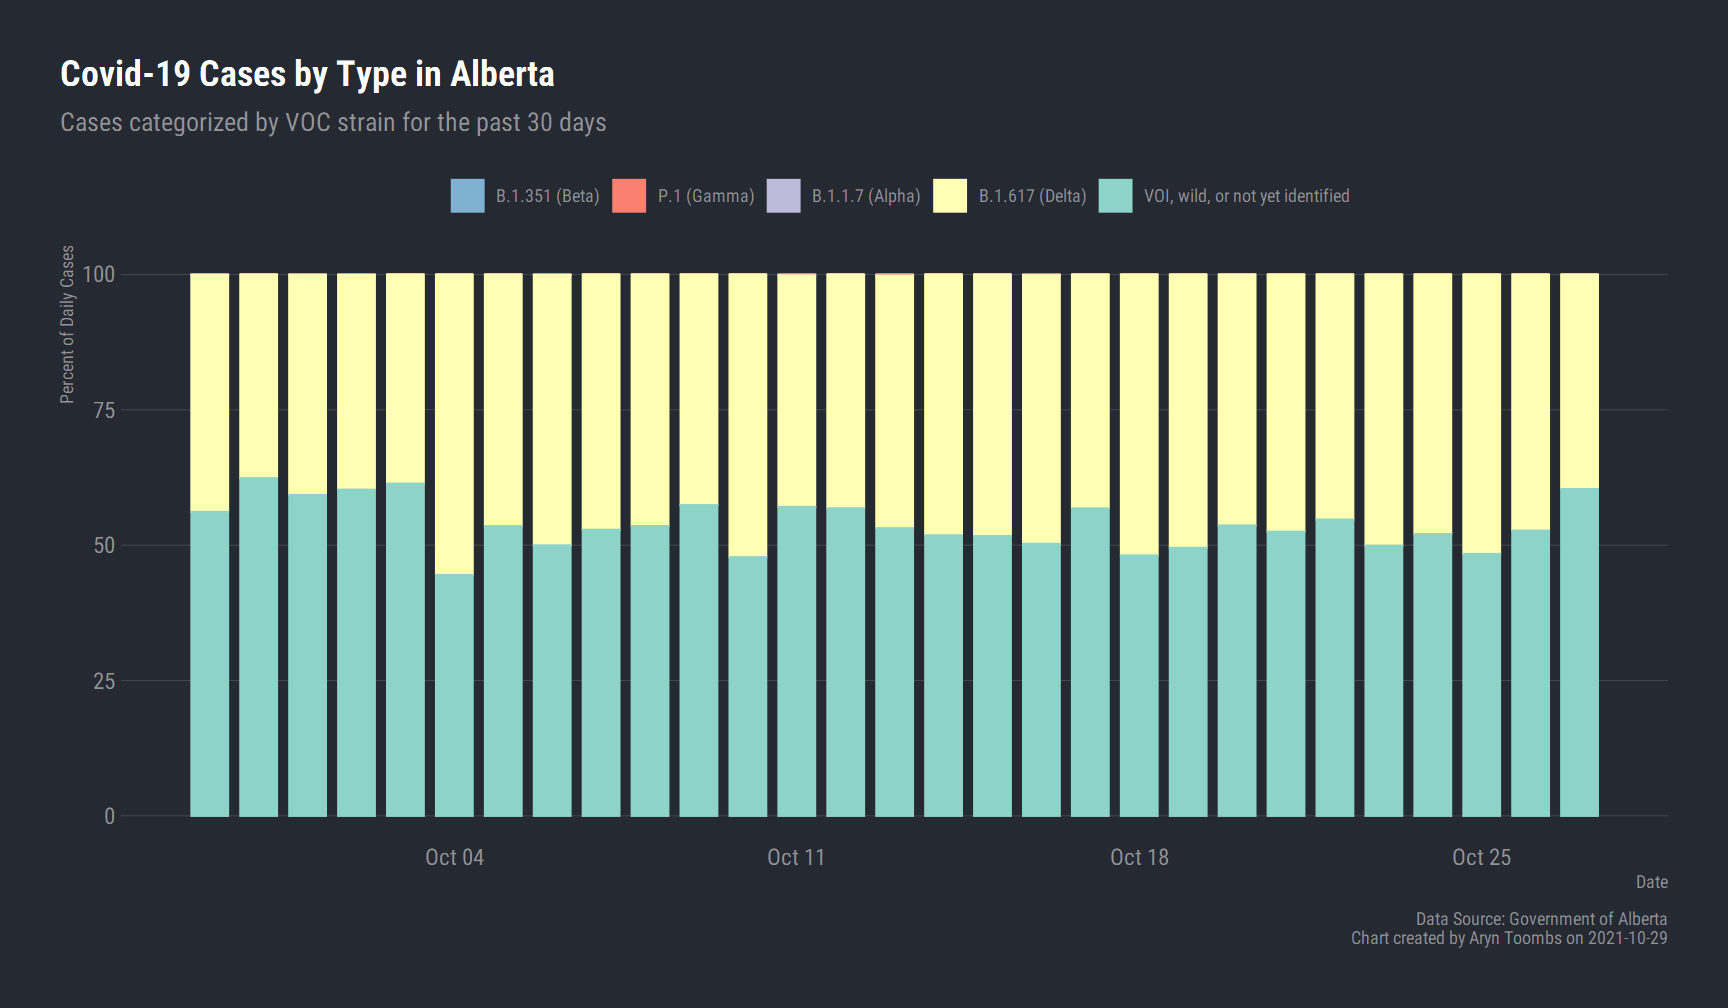 Covid-19 Cases by Type in Alberta
Cases categorized by VOC strain for the past 30 days
B.1.351 (Beta) P.1 (Gamma) B.1.1.7 (Alpha) B.1.617 (Delta) VOI, wild, or not yet identified
Percent of Daily Cases
100
75
50
25
0
Oct 04 Oct 11 Oct 18 Oct 25
Date
Data Source: Government of Alberta
Chart created by Aryn Toombs on 2021-10-29